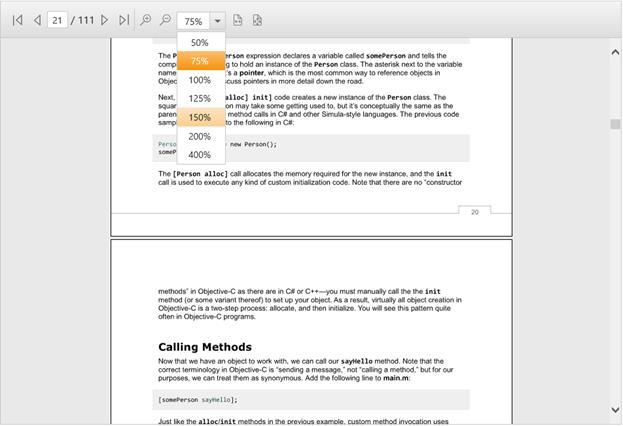 21 / 111 75%
50%
75%
100%
125%
150%
200%
400%
The P erson expression declares a variable called somePerson and tells the
comp g to hold an instance of the Person class. The asterisk next to the variable
name 's a pointer, which is the most common way to reference objects in
Objec cuss pointers in more detail down the road.
Next, alloc] init] code creates a new instance of the Person class. The
squar on may take some getting used to, but it's conceptually the same as the
paren method calls in C# and other Simula-style languages. The previous code
samp to the following in C#:
Perso new Person();
someP
The [Person alloc] call allocates the memory required for the new instance, and the init
call is used to execute any kind of custom initialization code. Note that there are no “constructor
20
methods” in Objective-C as there are in C# or C++—you must manually call the the init
method (or some variant thereof) to set up your object. As a result, virtually all object creation in
Objective-C is a two-step process: allocate, and then initialize. You will see this pattern quite
often in Objective-C programs.
Calling Methods
Now that we have an object to work with, we can call our sayHello method. Note that the
correct terminology in Objective-C is “sending a message,” not “calling a method,” but for our
purposes, we can treat them as synonymous. Add the following line to main.m:
[somePerson sayHello];
Just like the alloc/init methods in the previous example, custom method invocation uses